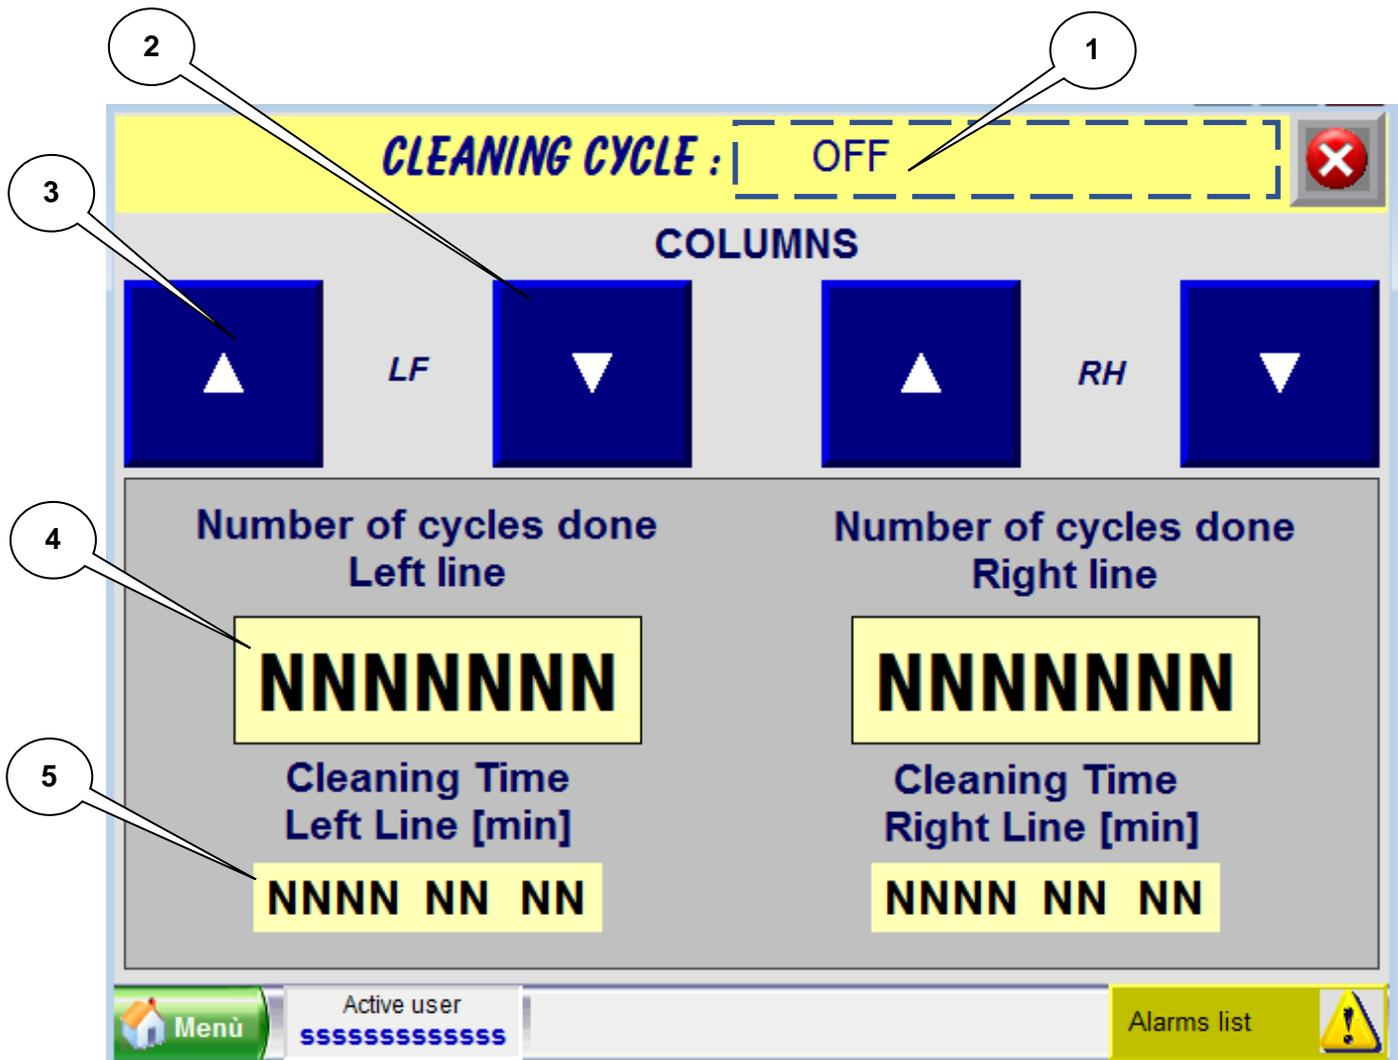 2
1
3
CLEANING CYCLE :
OFF
COLUMNS
LF
RH
Number of cycles done
Left line
Number of cycles done
Right line
4
NNNNNNN
NNNNNNN
Cleaning Time
Left Line [min]
Cleaning Time
Right Line [min]
5
NNNN NN NN
NNNN NN NN
Menù
Active user
sssssssssssss
Alarms list